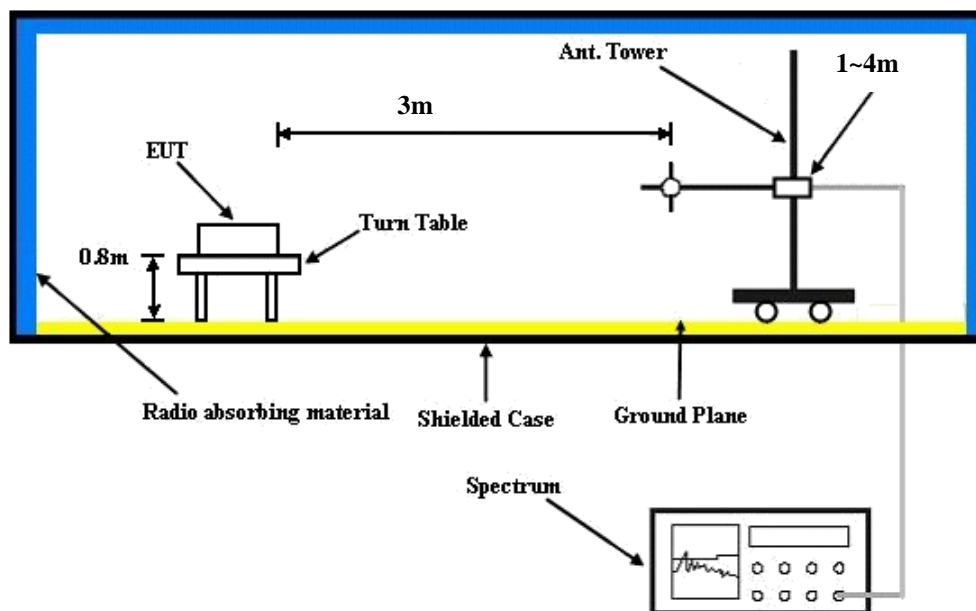 Ant. Tower
1~4m
3m
EUT
Turn Table
0.8m
Radio absorbing material
Shielded Case
Ground Plane
Spectrum